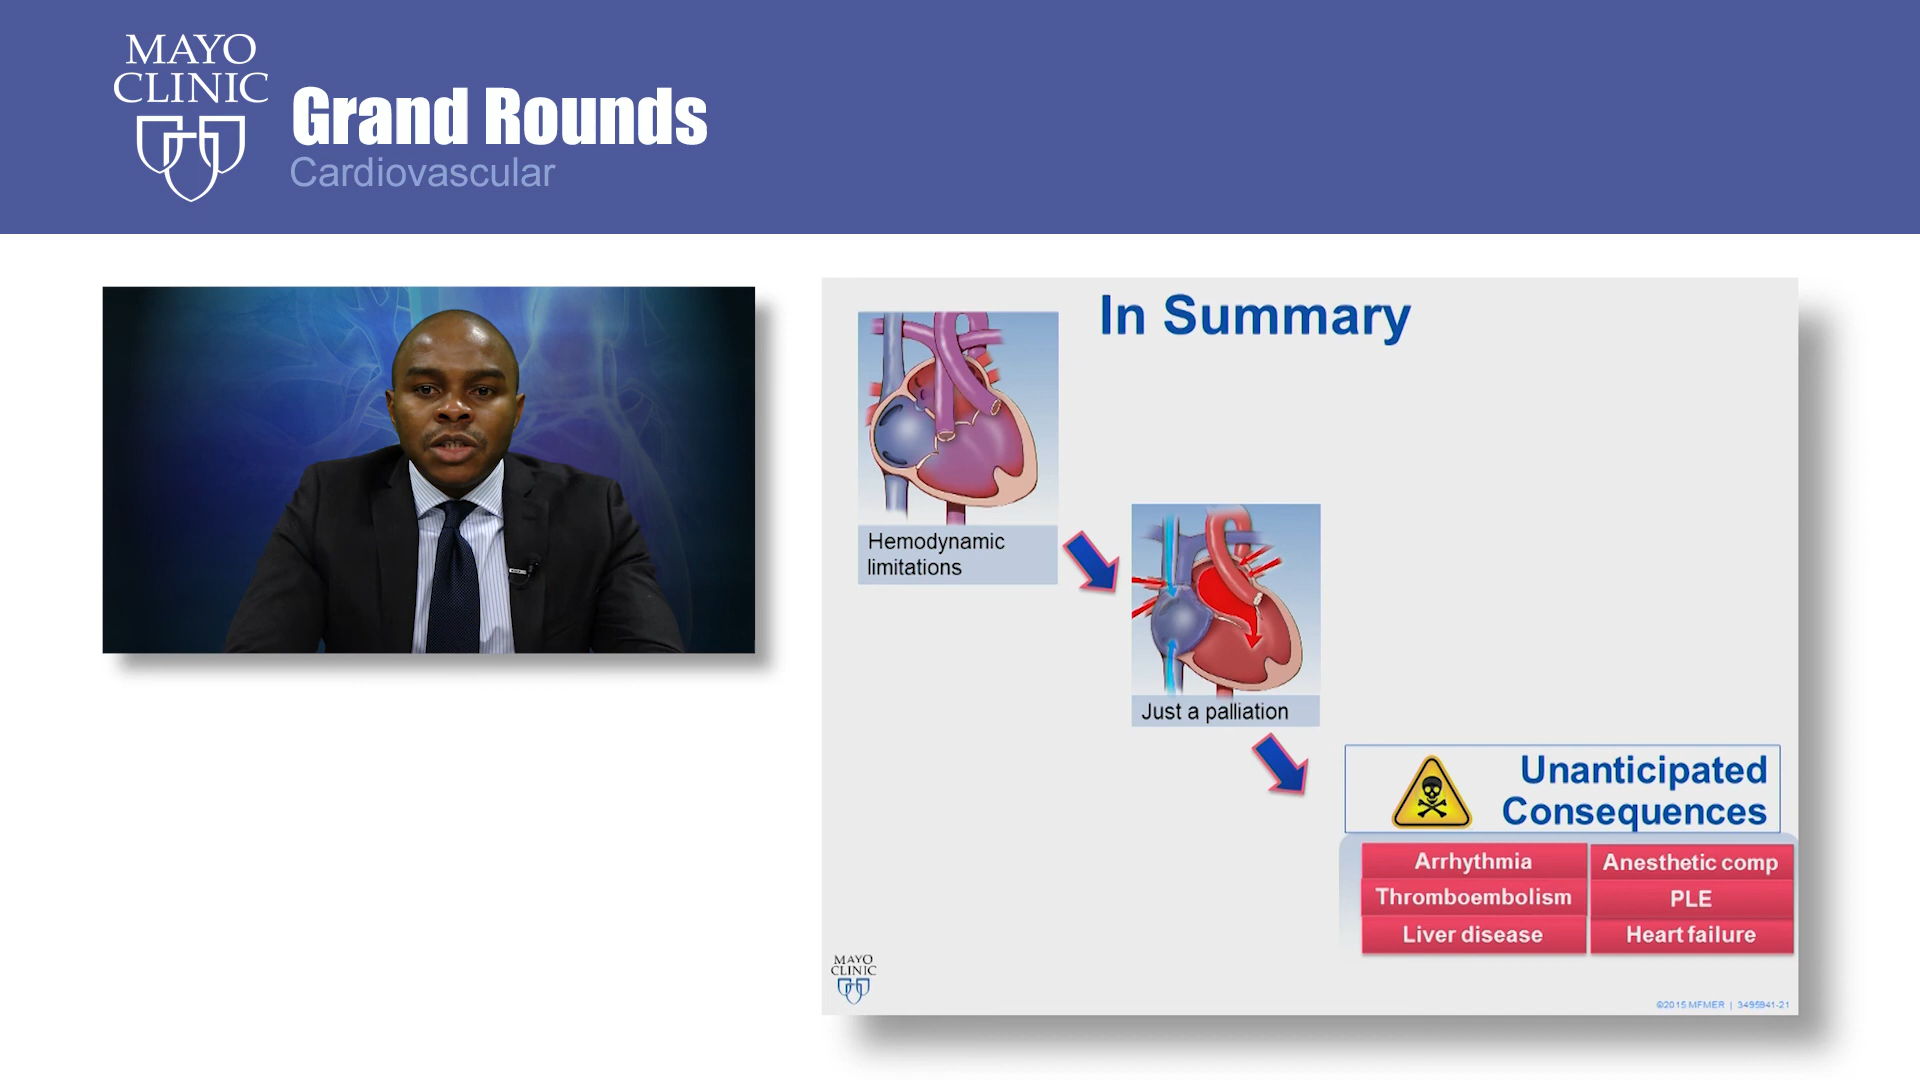 MAYO
CLINIC
Grand Rounds
Cardiovascular
In Summary
Hemodynamic
limitations
Just a palliation
Unanticipated
Consequences
Arrhythmia
Anesthetic comp
Thromboembolism
PLE
Liver disease
Heart failure
MAYO
CLINIC
©2015 MFMER | 3495941-21